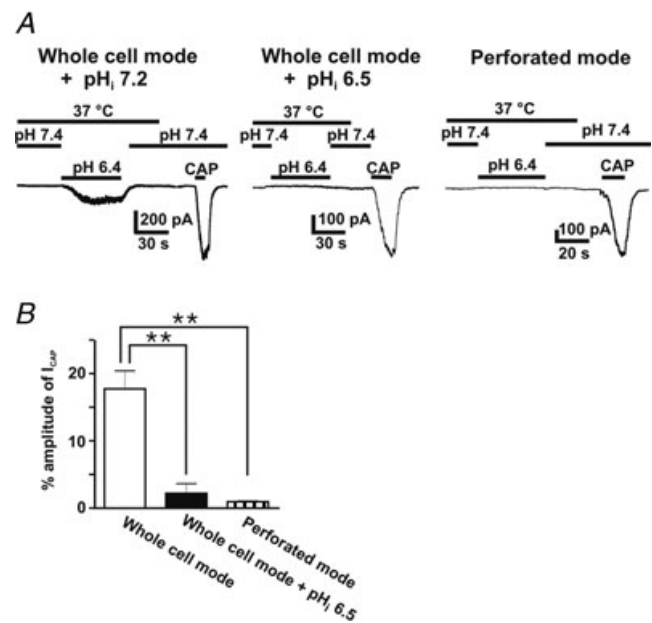 A
Whole cell mode Whole cell mode Perforated mode
+ pHi 7.2 + pHi 6.5
37 °C 37 °C 37 °C
pH 7.4 pH 7.4 pH 7.4 pH 7.4 pH 7.4 pH 7.4
pH 6.4 CAP pH 6.4 CAP pH 6.4 CAP
200 pA 100 pA 100 pA
30 s 30 s 20 s
B
**
**
% amplitude of ICAP
20
10
0
Whole cell mode
Whole cell mode + pHi 6.5
Perforated mode